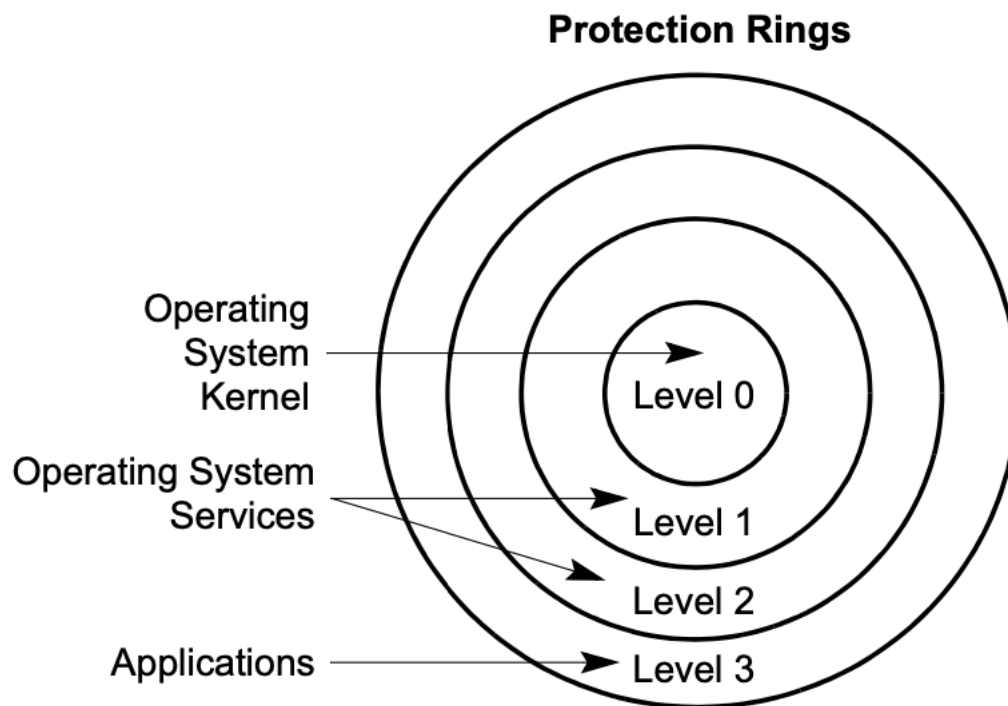 Protection Rings
Operating
System
Kernel
Level 0
Operating System
Services
Level 1
Level 2
Applications
Level 3